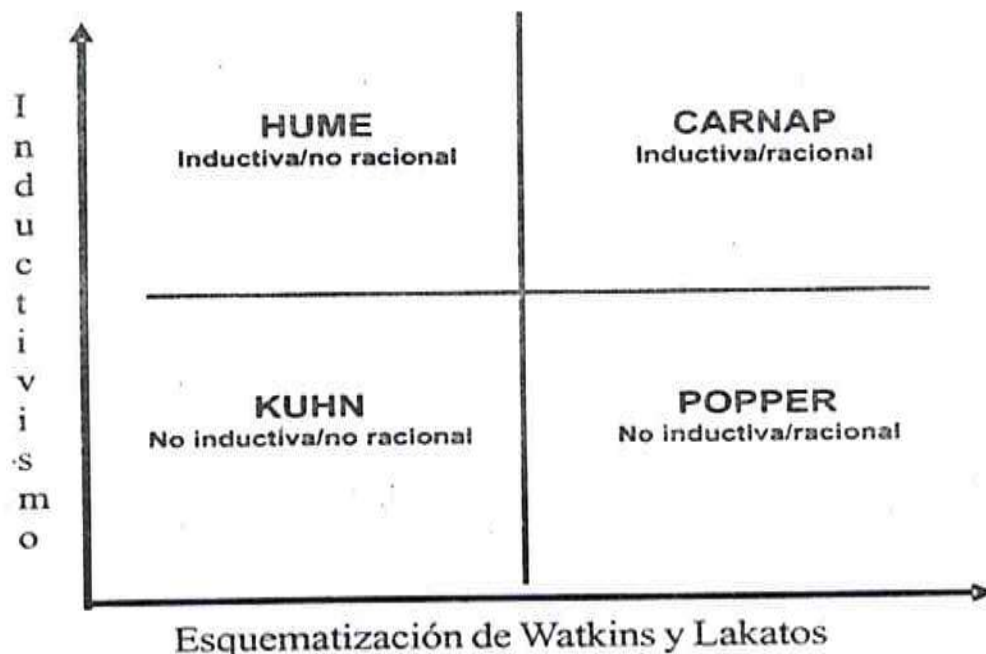 Inductivismo
HUME
Inductiva/no racional
CARNAP
Inductiva/racional
KUHN
No inductiva/no racional
POPPER
No inductiva/racional
Esquematización de Watkins y Lakatos